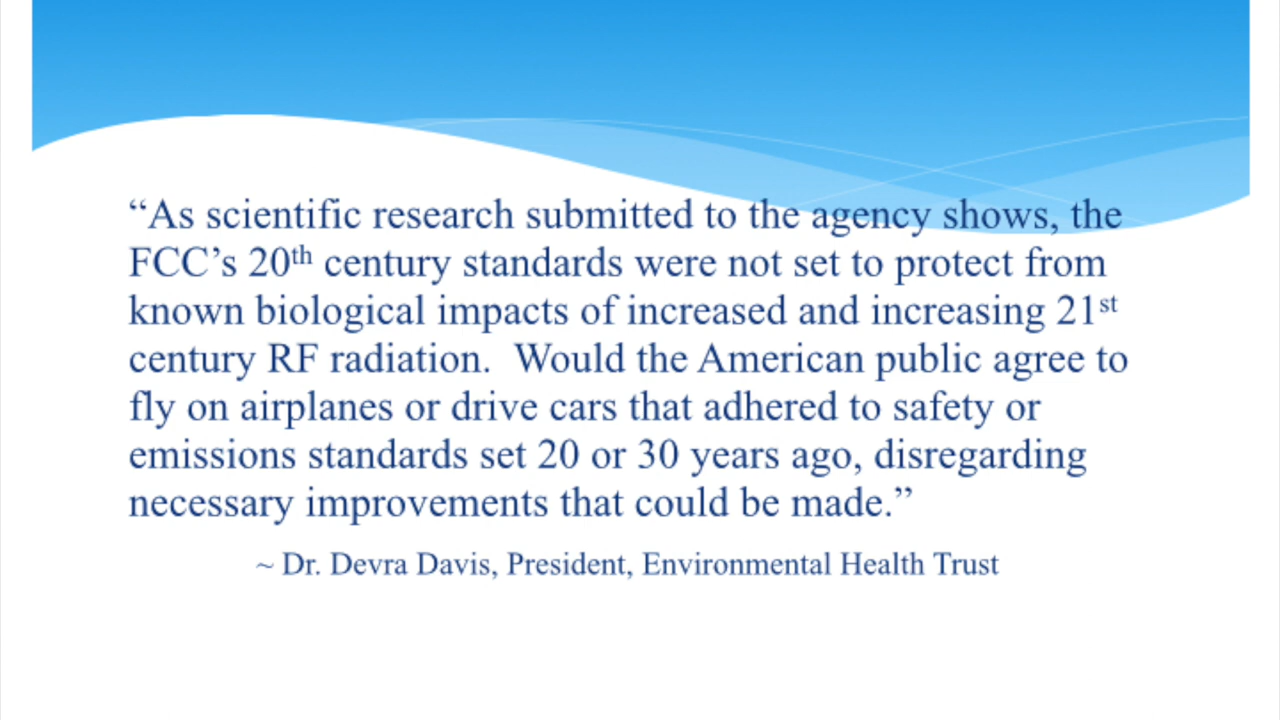 “As scientific research submitted to the agency shows, the
FCC’s 20th century standards were not set to protect from
known biological impacts of increased and increasing 21st
century RF radiation.  Would the American public agree to
fly on airplanes or drive cars that adhered to safety or
emissions standards set 20 or 30 years ago, disregarding
necessary improvements that could be made.”
~ Dr. Devra Davis, President, Environmental Health Trust